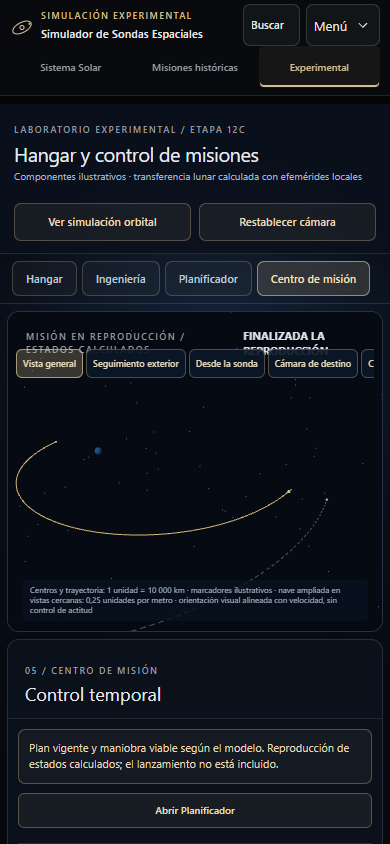 SIMULACIÓN EXPERIMENTAL
Simulador de Sondas Espaciales
Buscar
Menú
Sistema Solar
Misiones históricas
Experimental
LABORATORIO EXPERIMENTAL / ETAPA 12C
Hangar y control de misiones
Componentes ilustrativos · transferencia lunar calculada con efemérides locales
Ver simulación orbital
Restablecer cámara
Hangar
Ingeniería
Planificador
Centro de misión
MISIÓN EN REPRODUCCIÓN /
ESTADOS CALCULADOS
FINALIZADA LA
REPRODUCCIÓN
Vista general
Seguimiento exterior
Desde la sonda
Cámara de destino
C
Centros y trayectoria: 1 unidad = 10 000 km · marcadores ilustrativos · nave ampliada en
vistas cercanas: 0,25 unidades por metro · orientación visual alineada con velocidad, sin
control de actitud
05 / CENTRO DE MISIÓN
Control temporal
Plan vigente y maniobra viable según el modelo. Reproducción de
estados calculados; el lanzamiento no está incluido.
Abrir Planificador